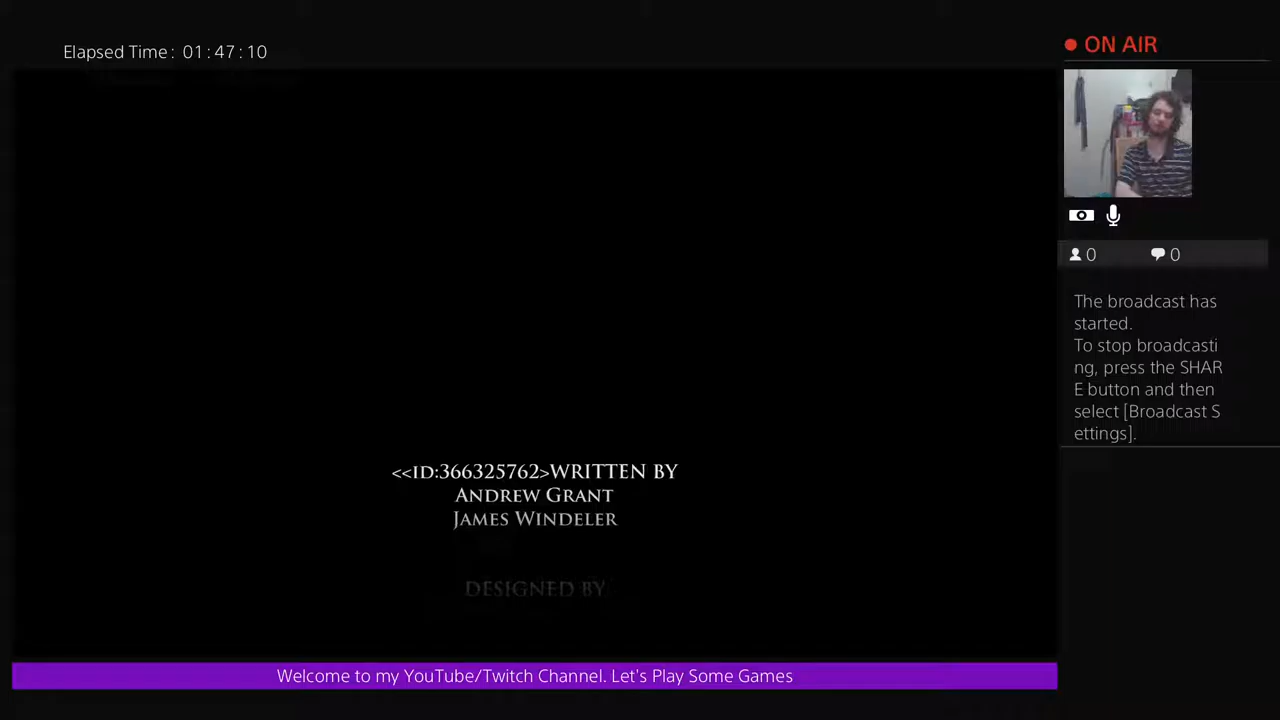 Elapsed Time: 01:47:10
ON AIR
0 0
The broadcast has
started.
To stop broadcasti
ng, press the SHAR
E button and then
select [Broadcast S
ettings].
<<ID:366325762>WRITTEN BY
ANDREW GRANT
JAMES WINDELER
DESIGNED BY
Welcome to my YouTube/Twitch Channel. Let's Play Some Games